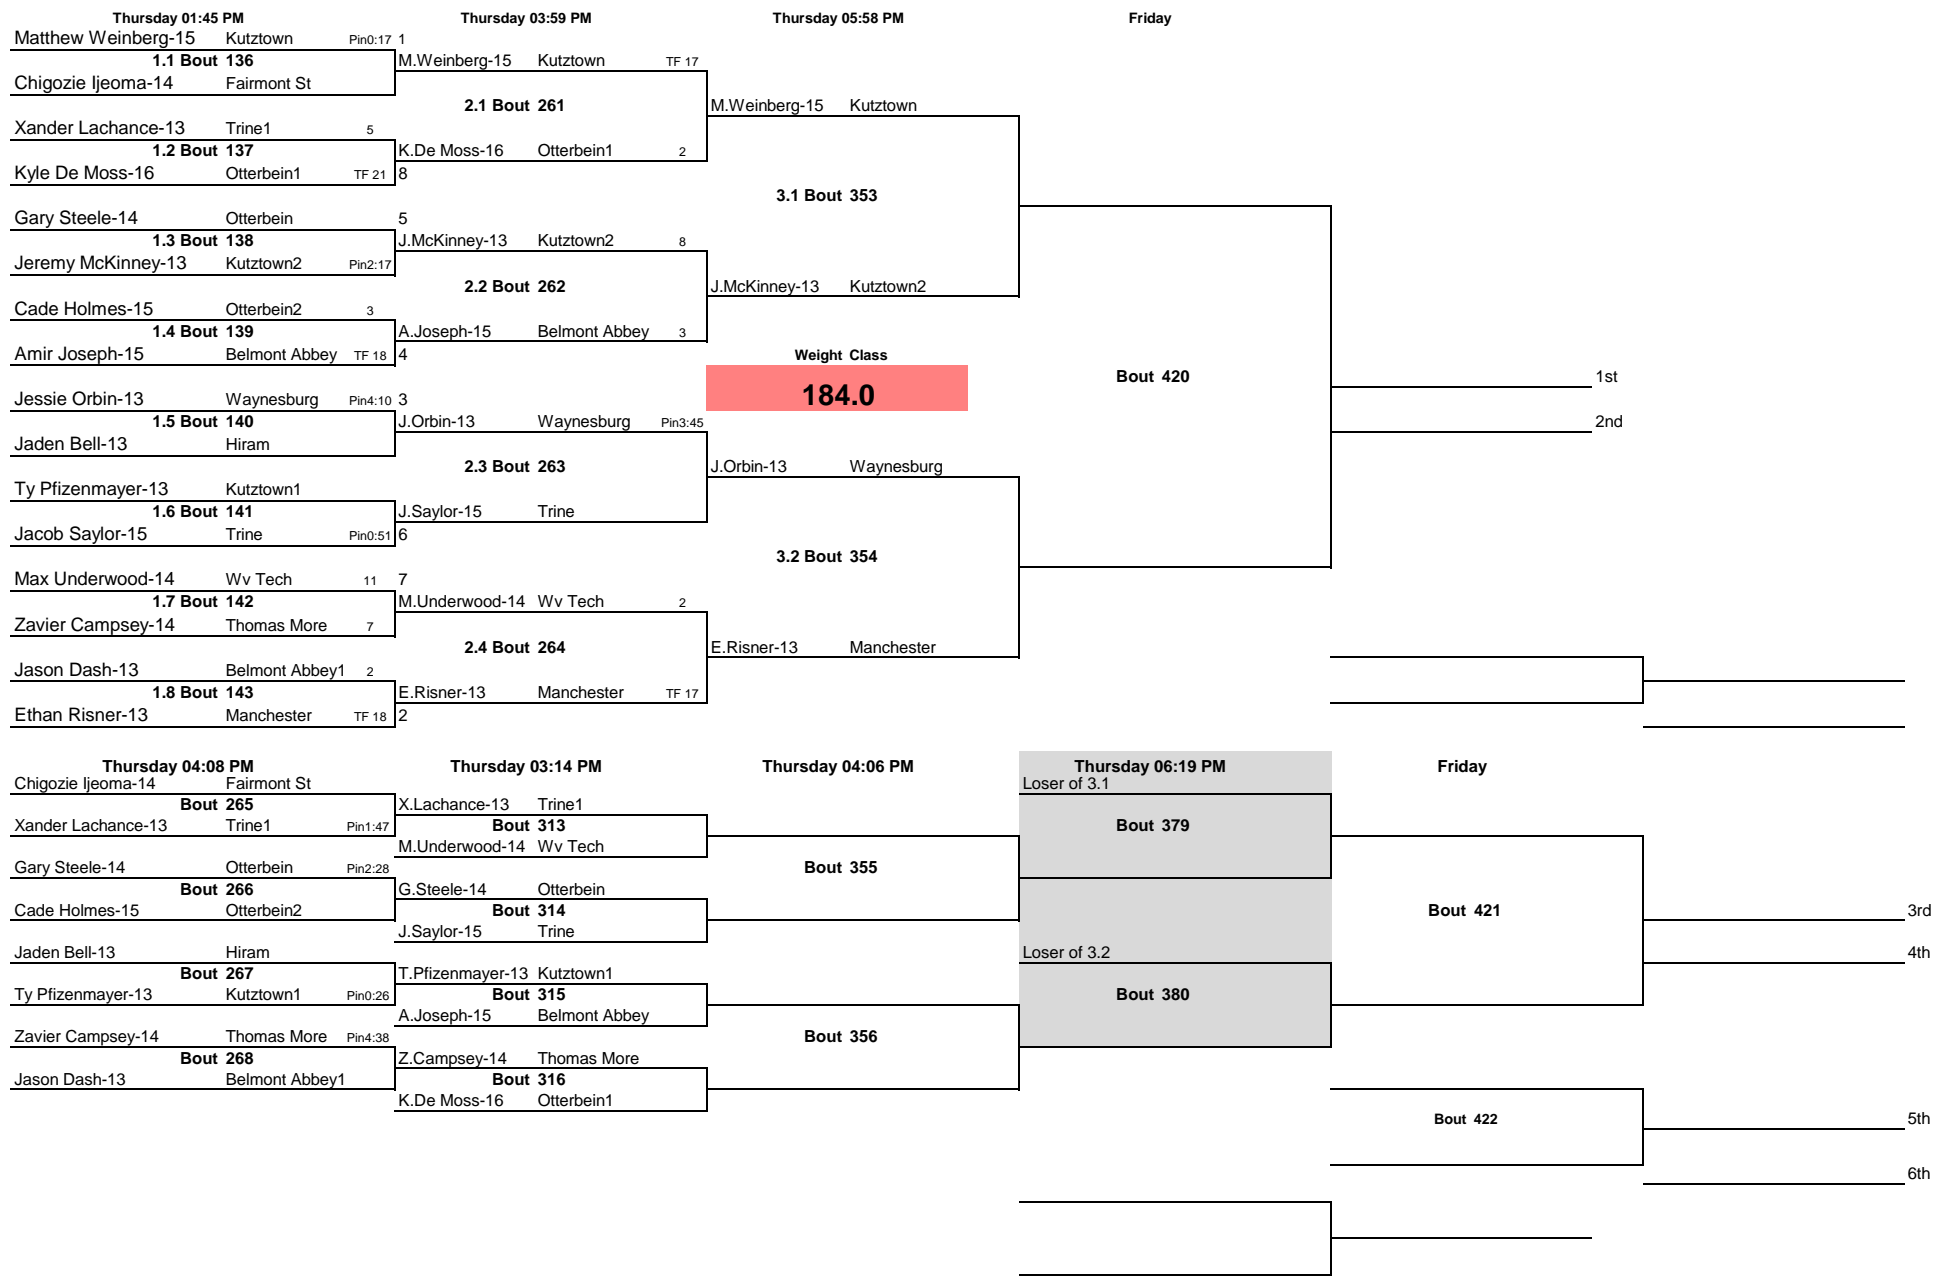 Thursday 01:45 PM Thursday 03:59 PM Thursday 05:58 PM Friday
Matthew Weinberg-15 Kutztown Pin0:17 1
1.1 Bout 136 M.Weinberg-15 Kutztown TF 17
Chigozie Ijeoma-14 Fairmont St
2.1 Bout 261 M.Weinberg-15 Kutztown
Xander Lachance-13 Trine1 5
1.2 Bout 137 K.De Moss-16 Otterbein1 2
Kyle De Moss-16 Otterbein1 TF 21 8
3.1 Bout 353
Gary Steele-14 Otterbein 5
1.3 Bout 138 J.McKinney-13 Kutztown2 8
Jeremy McKinney-13 Kutztown2 Pin2:17
2.2 Bout 262 J.McKinney-13 Kutztown2
Cade Holmes-15 Otterbein2 3
1.4 Bout 139 A.Joseph-15 Belmont Abbey 3
Amir Joseph-15 Belmont Abbey TF 18 4 Weight Class
Bout 420 1st
184.0
Jessie Orbin-13 Waynesburg Pin4:10 3
1.5 Bout 140 J.Orbin-13 Waynesburg Pin3:45 2nd
Jaden Bell-13 Hiram
2.3 Bout 263 J.Orbin-13 Waynesburg
Ty Pfizenmayer-13 Kutztown1
1.6 Bout 141 J.Saylor-15 Trine
Jacob Saylor-15 Trine Pin0:51 6
3.2 Bout 354
Max Underwood-14 Wv Tech 11 7
1.7 Bout 142 M.Underwood-14 Wv Tech 2
Zavier Campsey-14 Thomas More 7
2.4 Bout 264 E.Risner-13 Manchester
Jason Dash-13 Belmont Abbey1 2
1.8 Bout 143 E.Risner-13 Manchester TF 17
Ethan Risner-13 Manchester TF 18 2
Thursday 04:08 PM Thursday 03:14 PM Thursday 04:06 PM Thursday 06:19 PM Friday
Chigozie Ijeoma-14 Fairmont St Loser of 3.1
Bout 265 X.Lachance-13 Trine1
Xander Lachance-13 Trine1 Pin1:47 Bout 313 Bout 379
M.Underwood-14 Wv Tech
Gary Steele-14 Otterbein Pin2:28 Bout 355
Bout 266 G.Steele-14 Otterbein
Cade Holmes-15 Otterbein2 Bout 314 Bout 421 3rd
J.Saylor-15 Trine
Jaden Bell-13 Hiram Loser of 3.2 4th
Bout 267 T.Pfizenmayer-13 Kutztown1
Ty Pfizenmayer-13 Kutztown1 Pin0:26 Bout 315 Bout 380
A.Joseph-15 Belmont Abbey
Zavier Campsey-14 Thomas More Pin4:38 Bout 356
Bout 268 Z.Campsey-14 Thomas More
Jason Dash-13 Belmont Abbey1 Bout 316
K.De Moss-16 Otterbein1
Bout 422 5th
6th